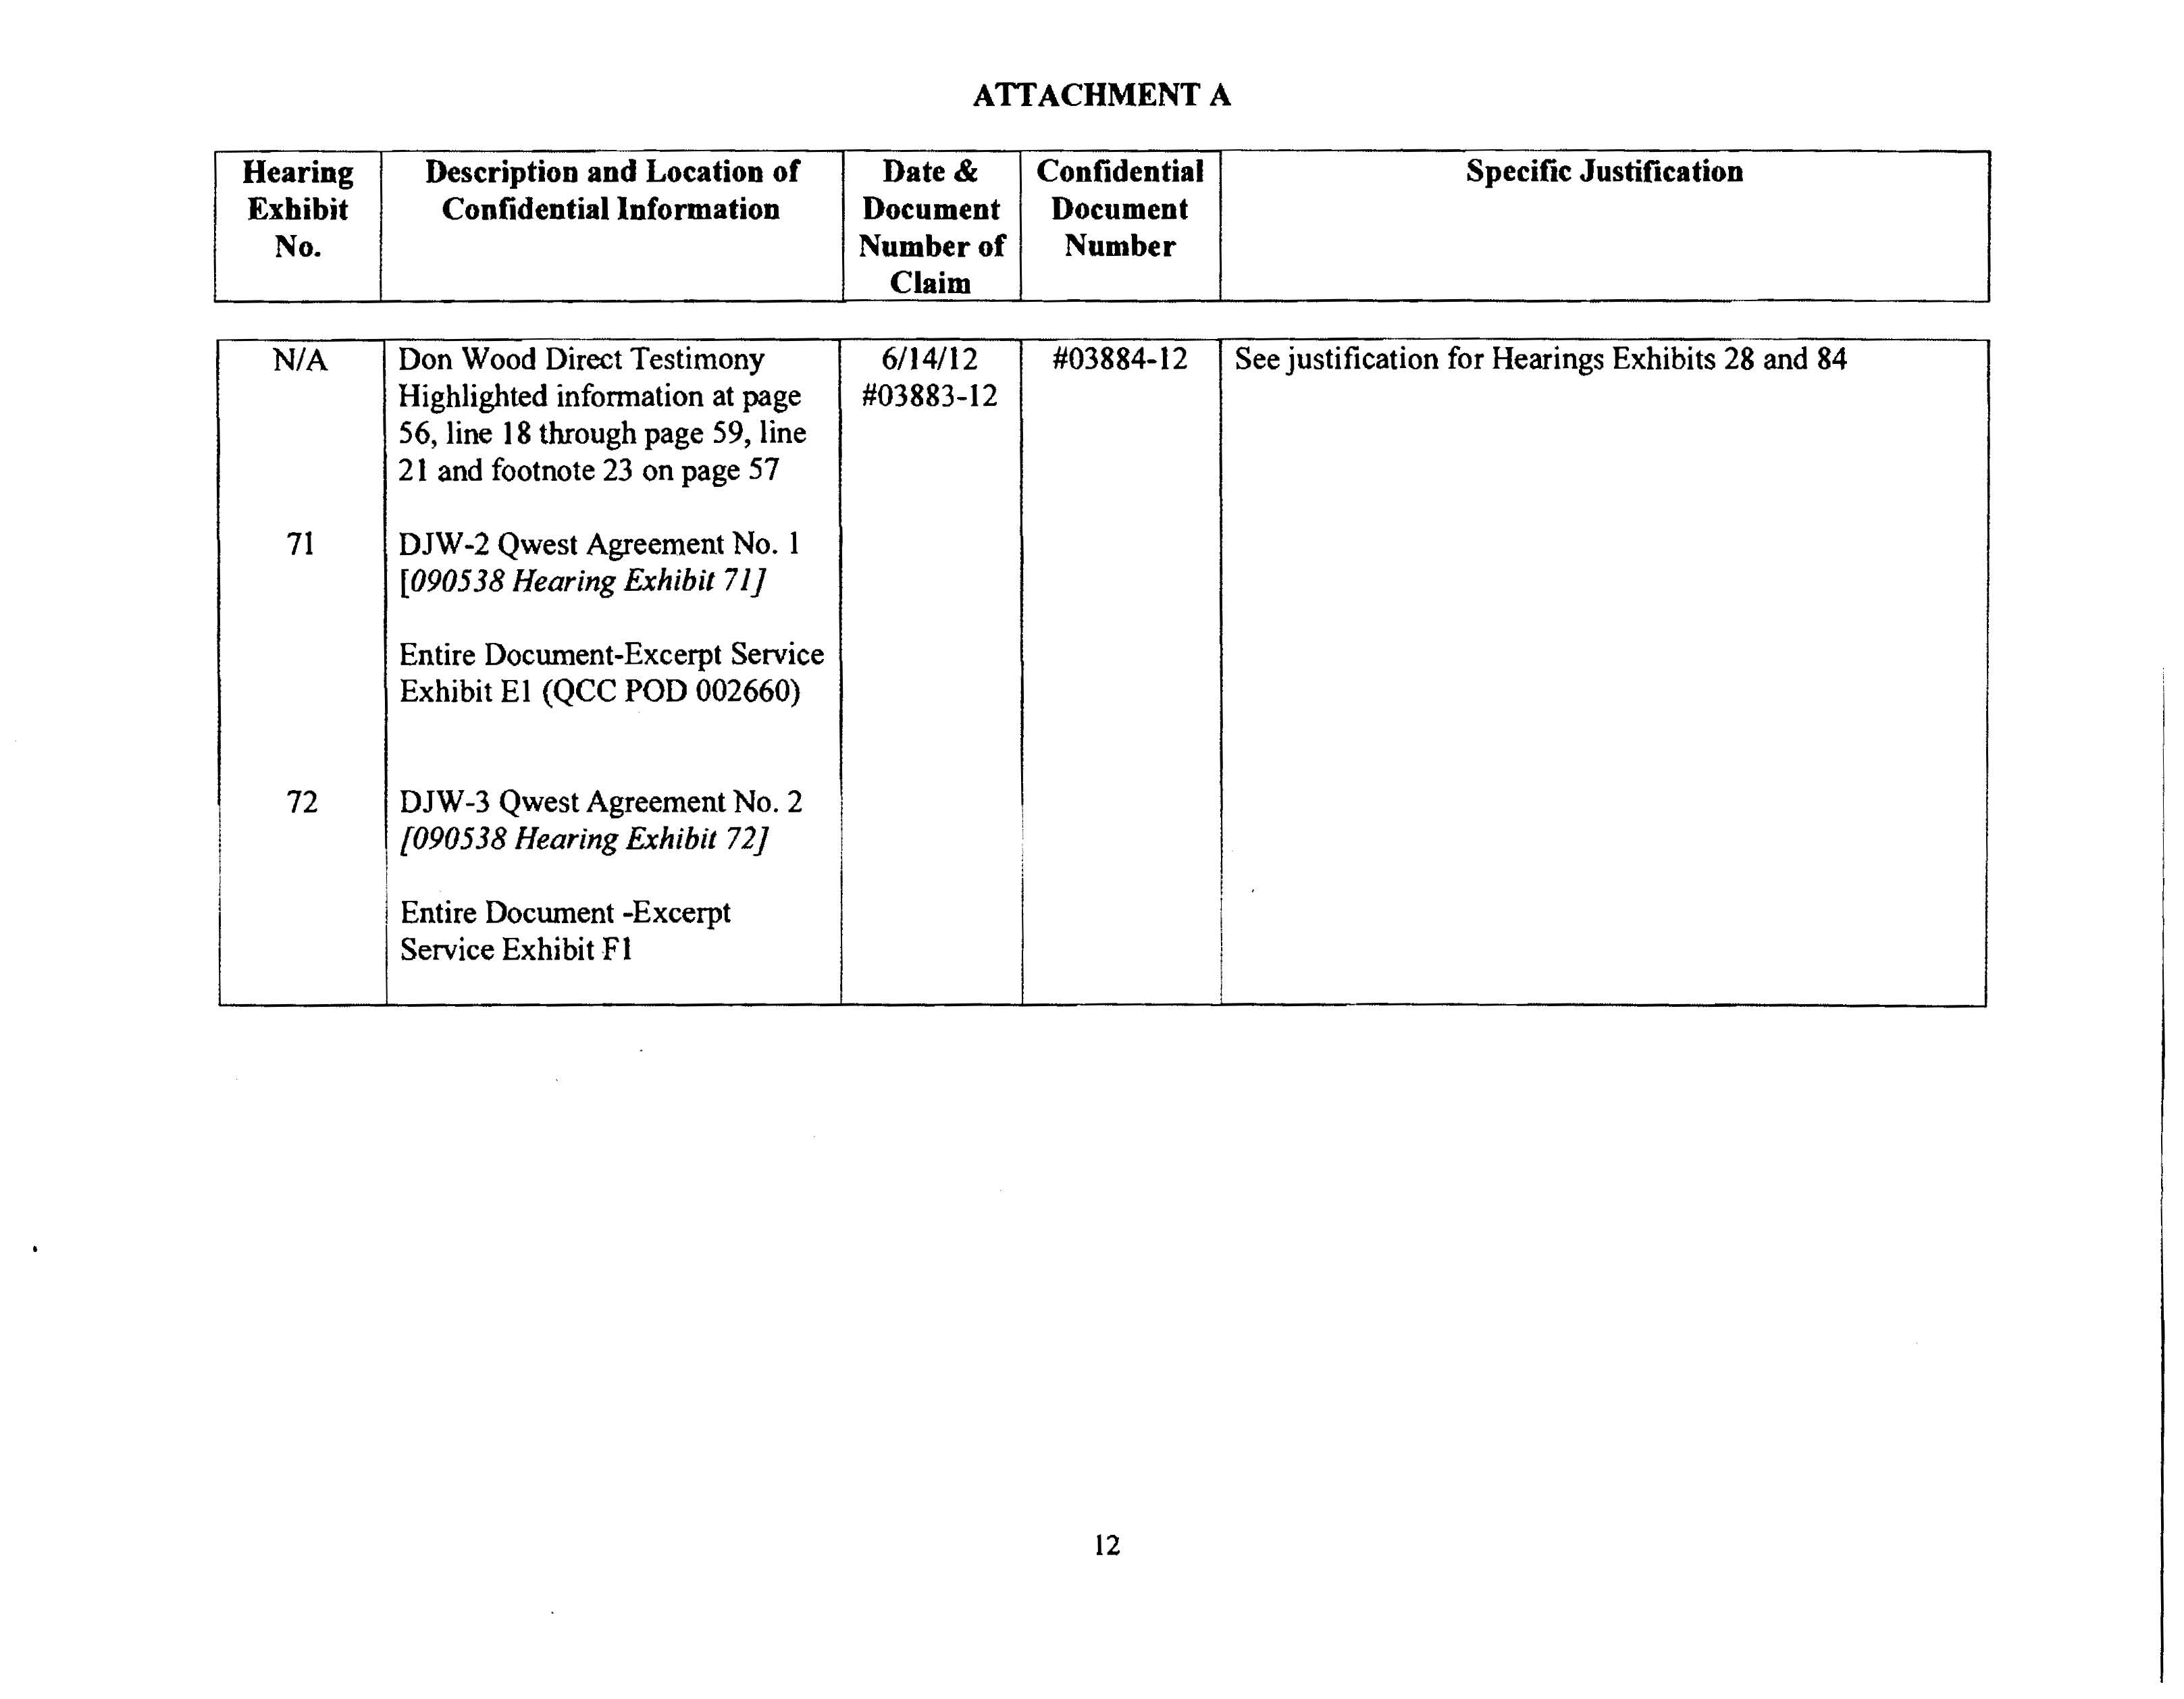 ATTACHMENT A
Hearing
Exhibit
No.
Description and Location of
Confidential Information
Date &
Document
Number of
Claim
Confidential
Document
Number
Specific Justification
N/A
Don Wood Direct Testimony
Highlighted information at page
56, line 18 through page 59, line
21 and footnote 23 on page 57
6/14/12
#03883-12
#03884-12
See justification for Hearings Exhibits 28 and 84
71
DJW-2 Qwest Agreement No. 1
[090538 Hearing Exhibit 71]
Entire Document-Excerpt Service
Exhibit E1 (QCC POD 002660)
72
DJW-3 Qwest Agreement No. 2
[090538 Hearing Exhibit 72]
Entire Document -Excerpt
Service Exhibit F1
12